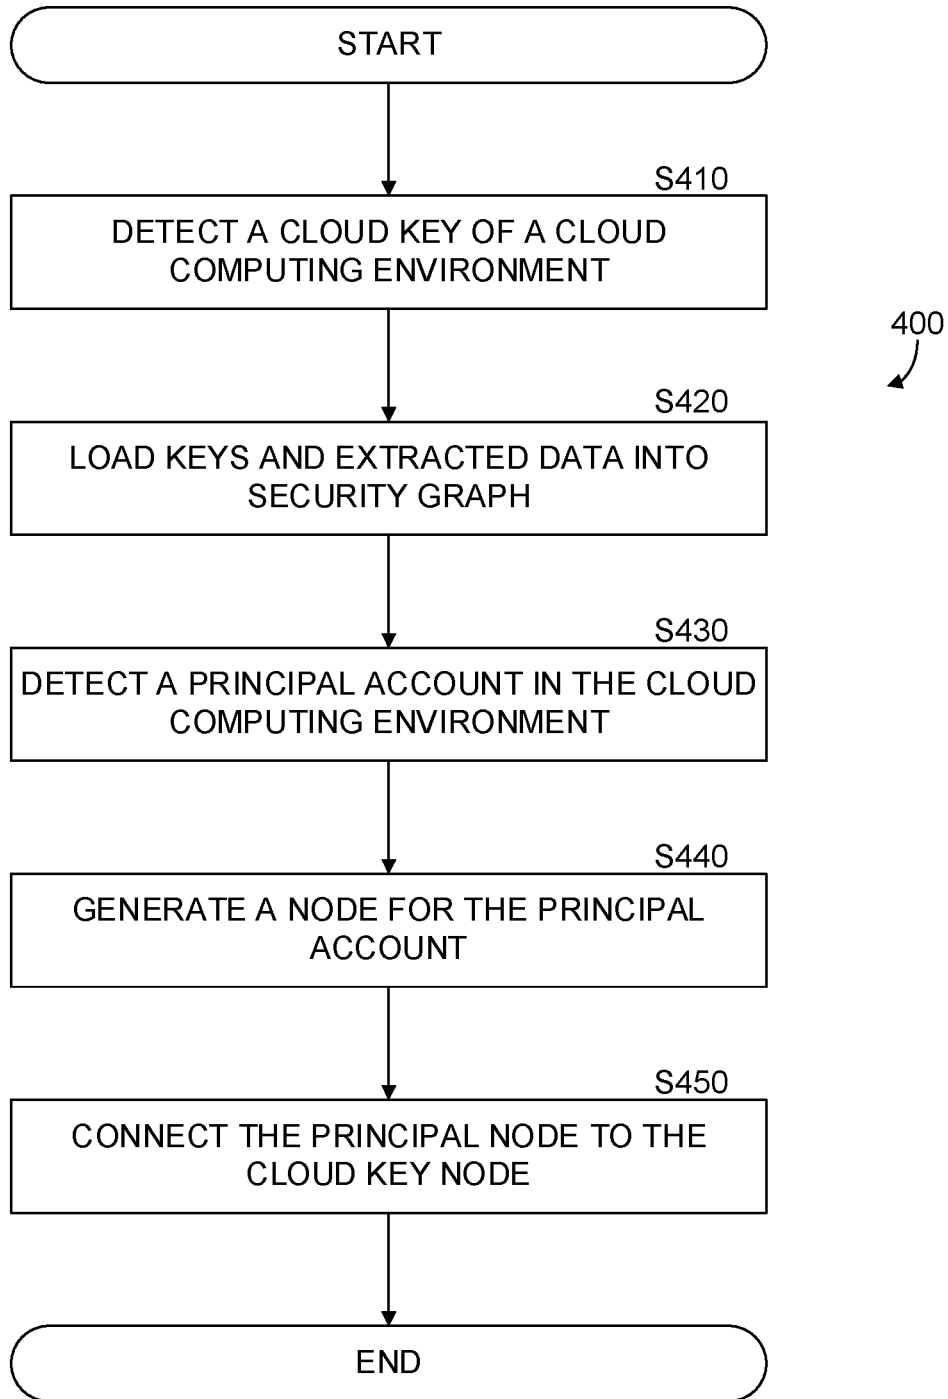 START
S410
DETECT A CLOUD KEY OF A CLOUD
COMPUTING ENVIRONMENT
400
S420
LOAD KEYS AND EXTRACTED DATA INTO
SECURITY GRAPH
S430
DETECT A PRINCIPAL ACCOUNT IN THE CLOUD
COMPUTING ENVIRONMENT
S440
GENERATE A NODE FOR THE PRINCIPAL
ACCOUNT
S450
CONNECT THE PRINCIPAL NODE TO THE
CLOUD KEY NODE
END